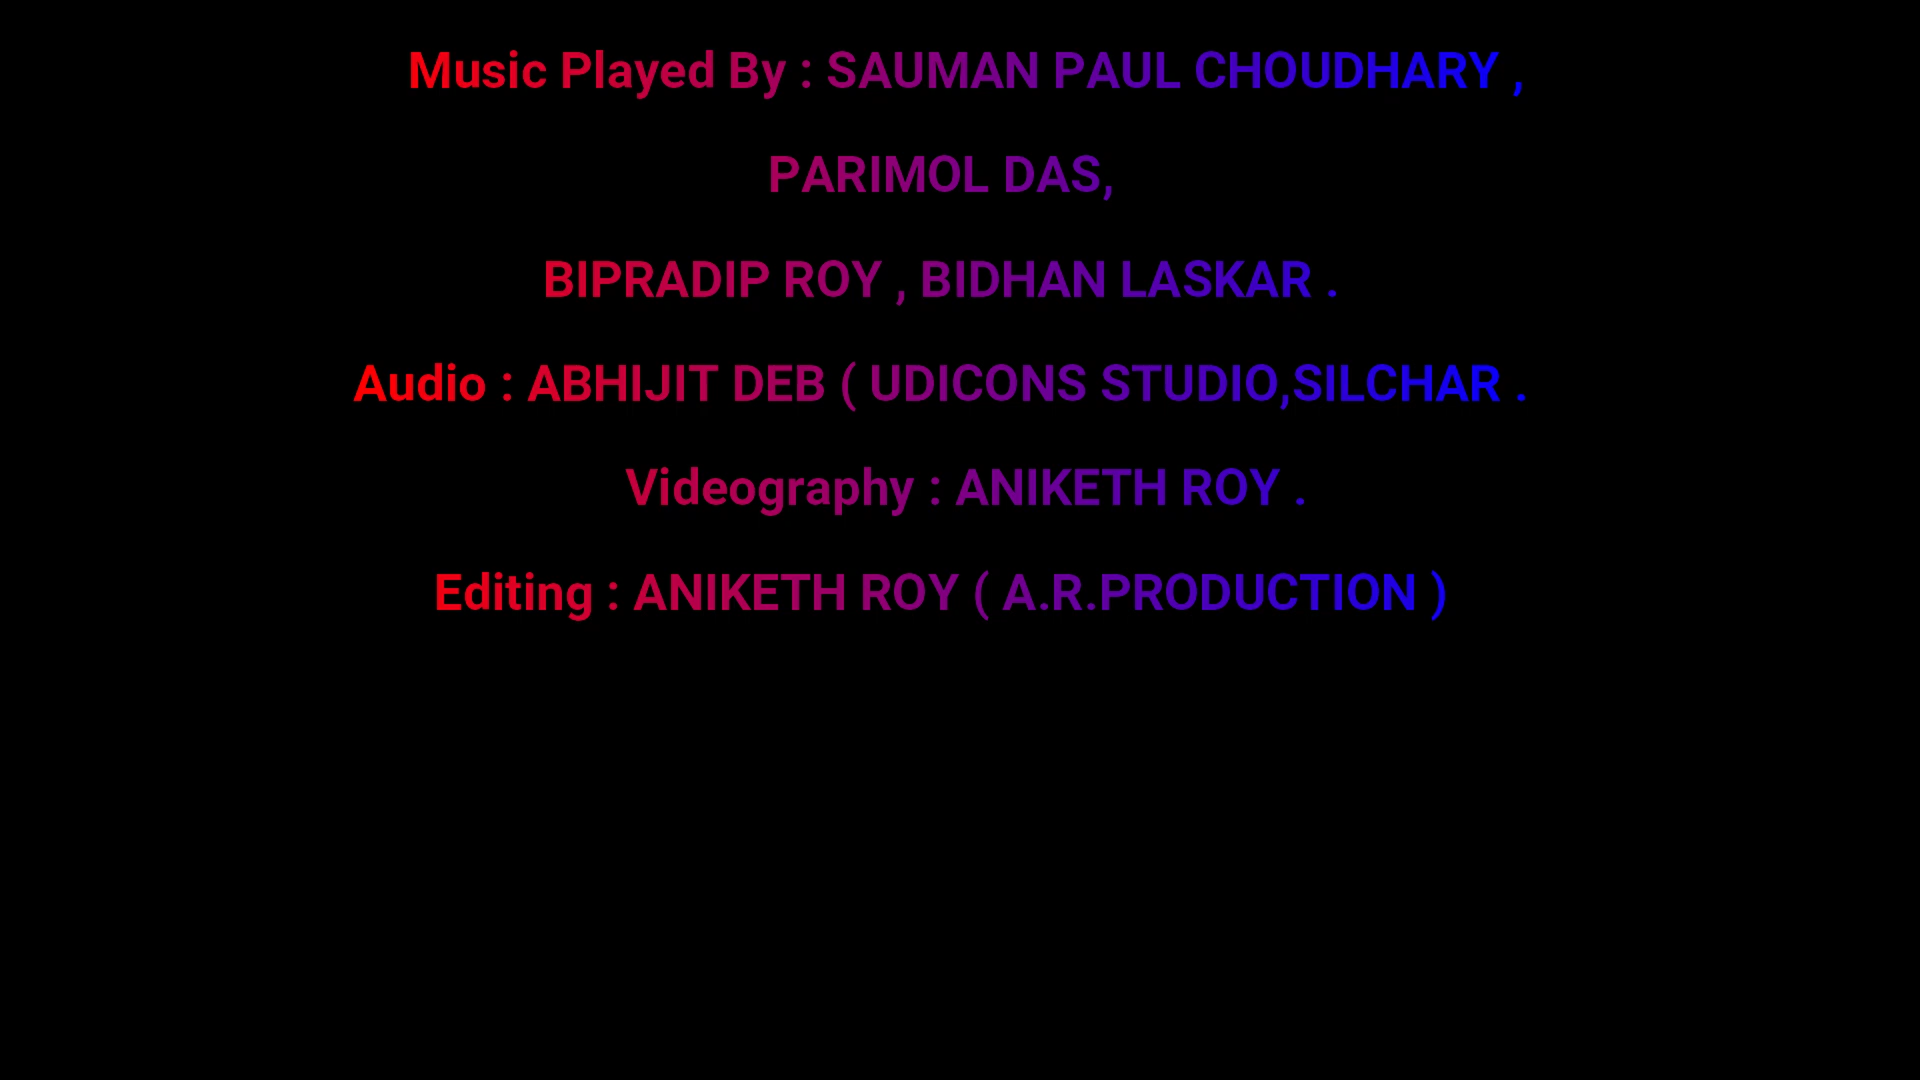 Music Played By : SAUMAN PAUL CHOUDHARY ,
PARIMOL DAS,
BIPRADIP ROY , BIDHAN LASKAR .
Audio : ABHIJIT DEB ( UDICONS STUDIO,SILCHAR .
Videography : ANIKETH ROY .
Editing : ANIKETH ROY ( A.R.PRODUCTION )